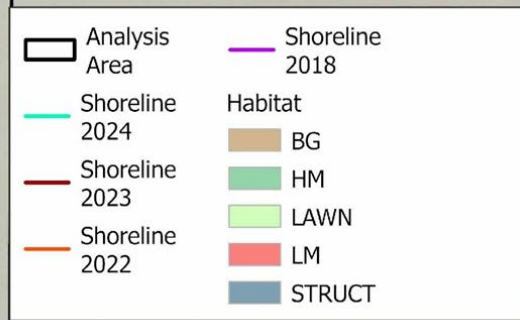 Analysis
Area
Shoreline
2024
Shoreline
2023
Shoreline
2022
Shoreline
2018
Habitat
BG
HM
LAWN
LM
STRUCT